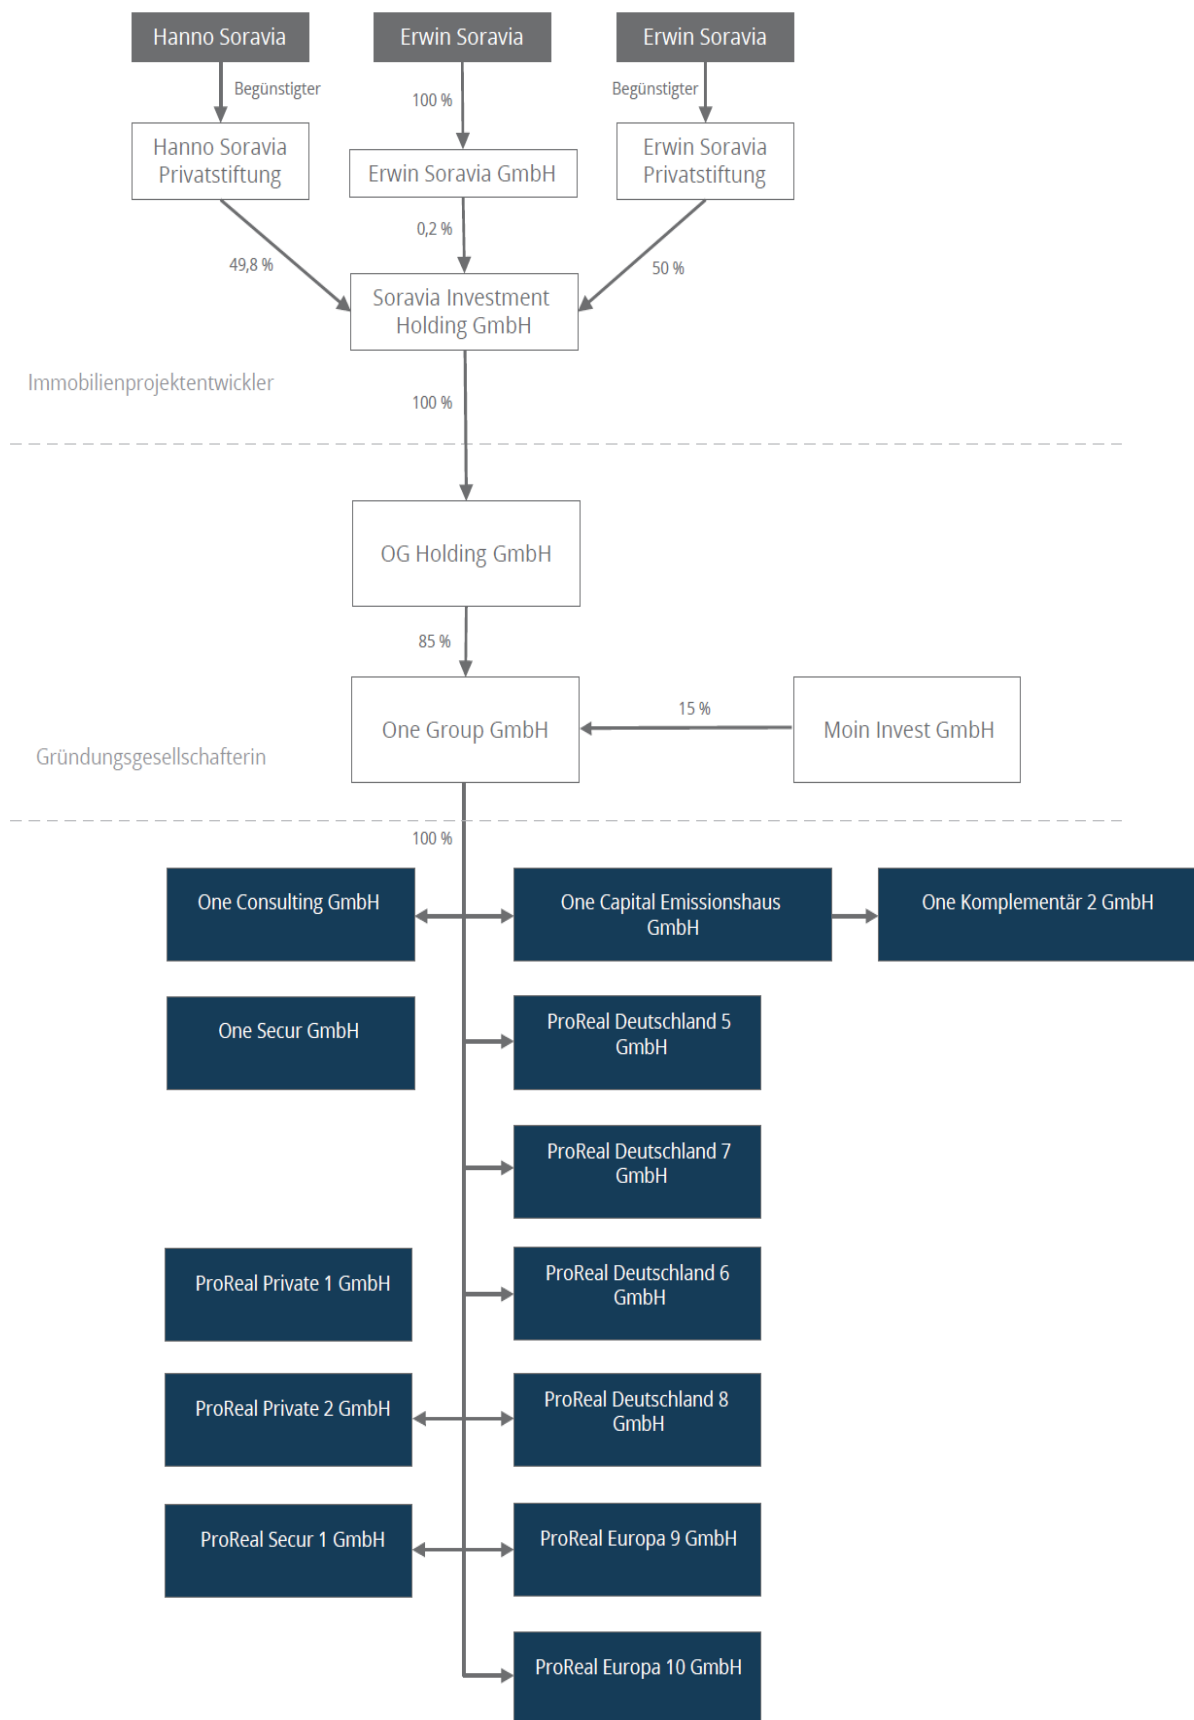 Hanno Soravia
Erwin Soravia
Erwin Soravia
Begünstigter
100 %
Begünstigter
Hanno Soravia
Privatstiftung
Erwin Soravia GmbH
Erwin Soravia
Privatstiftung
49,8 %
0,2 %
50 %
Soravia Investment
Holding GmbH
Immobilienprojektentwickler
100 %
OG Holding GmbH
85 %
One Group GmbH
15 %
Moin Invest GmbH
Gründungsgesellschafterin
100 %
One Consulting GmbH
One Capital Emissionshaus
GmbH
One Komplementär 2 GmbH
One Secur GmbH
ProReal Deutschland 5
GmbH
ProReal Deutschland 7
GmbH
ProReal Private 1 GmbH
ProReal Deutschland 6
GmbH
ProReal Private 2 GmbH
ProReal Deutschland 8
GmbH
ProReal Secur 1 GmbH
ProReal Europa 9 GmbH
ProReal Europa 10 GmbH